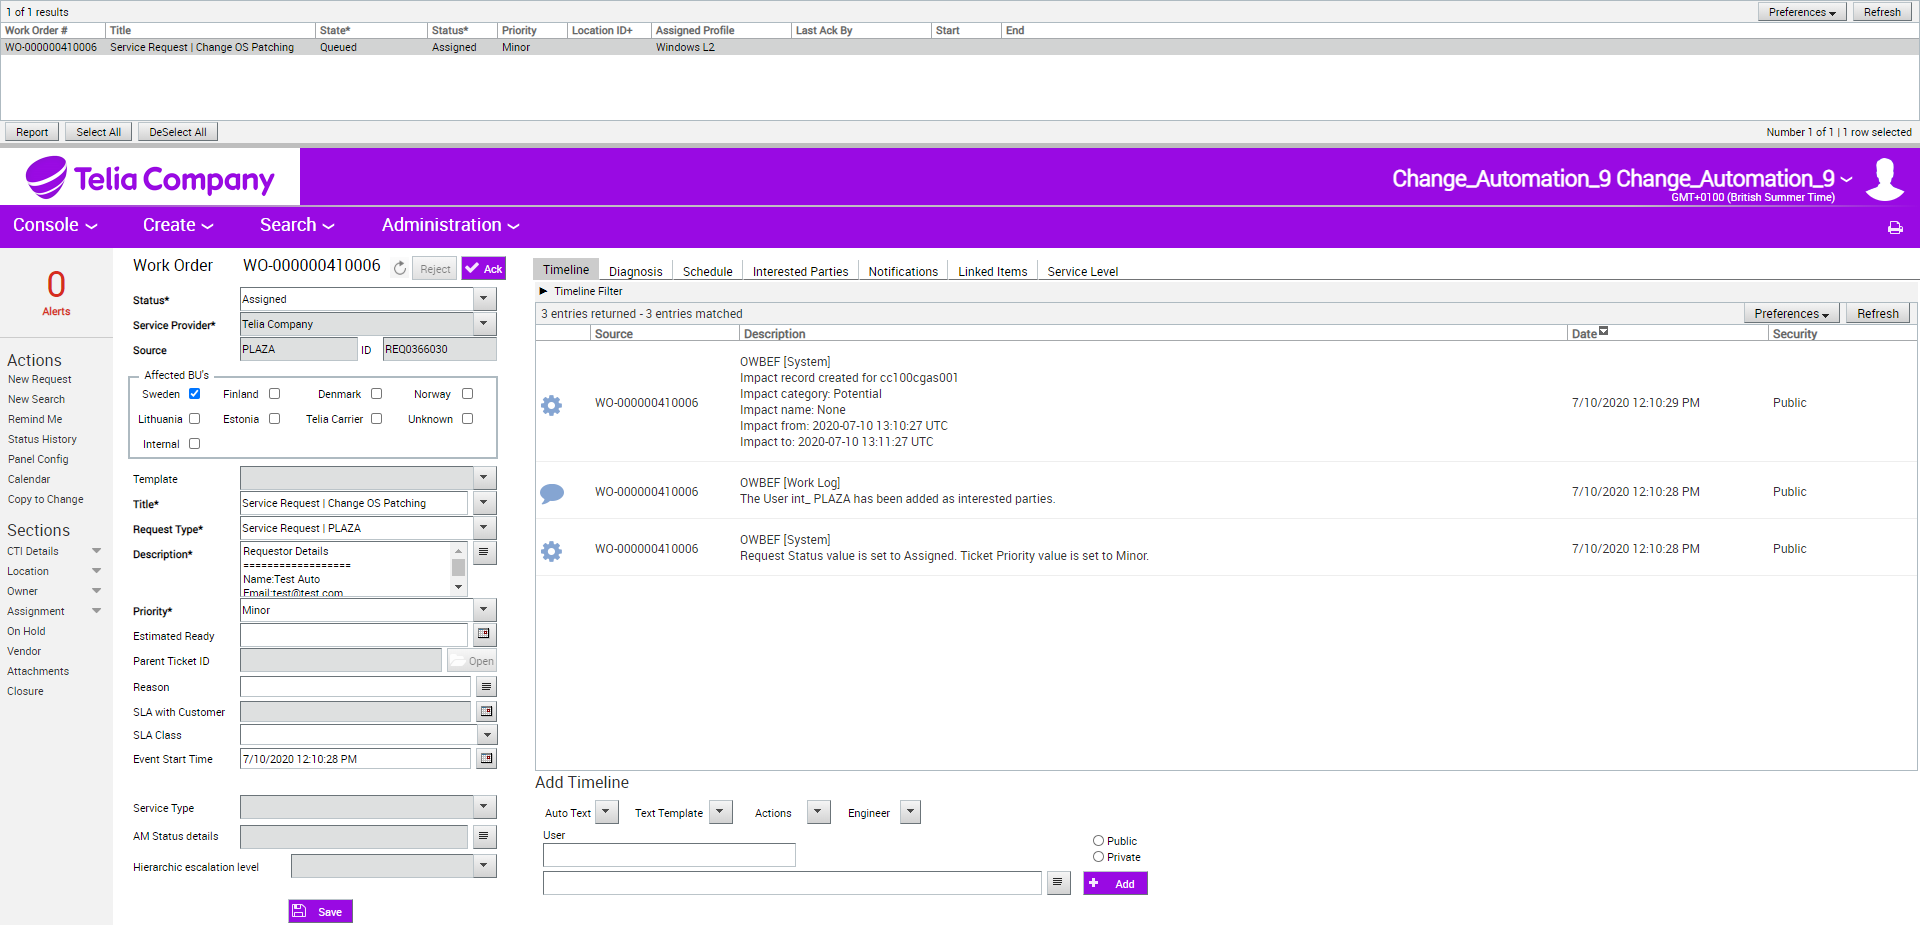 1 of 1 results
Preferences
Refresh
Work Order # Title State* Status* Priority Location ID+ Assigned Profile Last Ack By Start End
WO-000000410006 Service Request | Change OS Patching Queued Assigned Minor Windows L2
Report Select All DeSelect All
Number 1 of 1 | 1 row selected
Telia Company
Change_Automation_9 Change_Automation_9
GMT+0100 (British Summer Time)
Console Create Search Administration
0
Alerts
Actions
New Request
New Search
Remind Me
Status History
Panel Config
Calendar
Copy to Change
Sections
CTI Details
Location
Owner
Assignment
On Hold
Vendor
Attachments
Closure
Work Order WO-000000410006 Reject Ack
Status* Assigned
Service Provider* Telia Company
Source PLAZA ID REQ0366030
Affected BU's
Sweden Finland Denmark Norway
Lithuania Estonia Telia Carrier Unknown
Internal
Template
Title* Service Request | Change OS Patching
Request Type* Service Request | PLAZA
Description* Requestor Details
==================
Name:Test Auto
Email:test@test.com
Priority* Minor
Estimated Ready
Parent Ticket ID Open
Reason
SLA with Customer
SLA Class
Event Start Time 7/10/2020 12:10:28 PM
Service Type
AM Status details
Hierarchic escalation level
Save
Timeline Diagnosis Schedule Interested Parties Notifications Linked Items Service Level
Timeline Filter
3 entries returned - 3 entries matched
Preferences
Refresh
Source Description Date Security
OWBEF [System]
Impact record created for cc100cgas001
Impact category: Potential
WO-000000410006 7/10/2020 12:10:29 PM Public
Impact name: None
Impact from: 2020-07-10 13:10:27 UTC
Impact to: 2020-07-10 13:11:27 UTC
OWBEF [Work Log]
WO-000000410006 7/10/2020 12:10:28 PM Public
The User int_ PLAZA has been added as interested parties.
OWBEF [System]
WO-000000410006 7/10/2020 12:10:28 PM Public
Request Status value is set to Assigned. Ticket Priority value is set to Minor.
Add Timeline
Auto Text Text Template Actions Engineer
User
Public
Private
Add